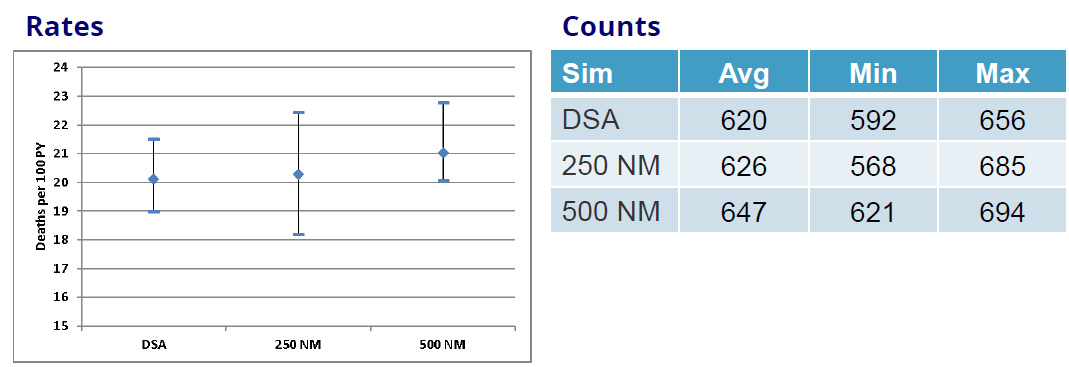 Rates
24
23
22
21
20
19
18
17
16
15
Deaths per 100 PY
DSA 250 NM 500 NM
Counts
Sim Avg Min Max
DSA 620 592 656
250 NM 626 568 685
500 NM 647 621 694